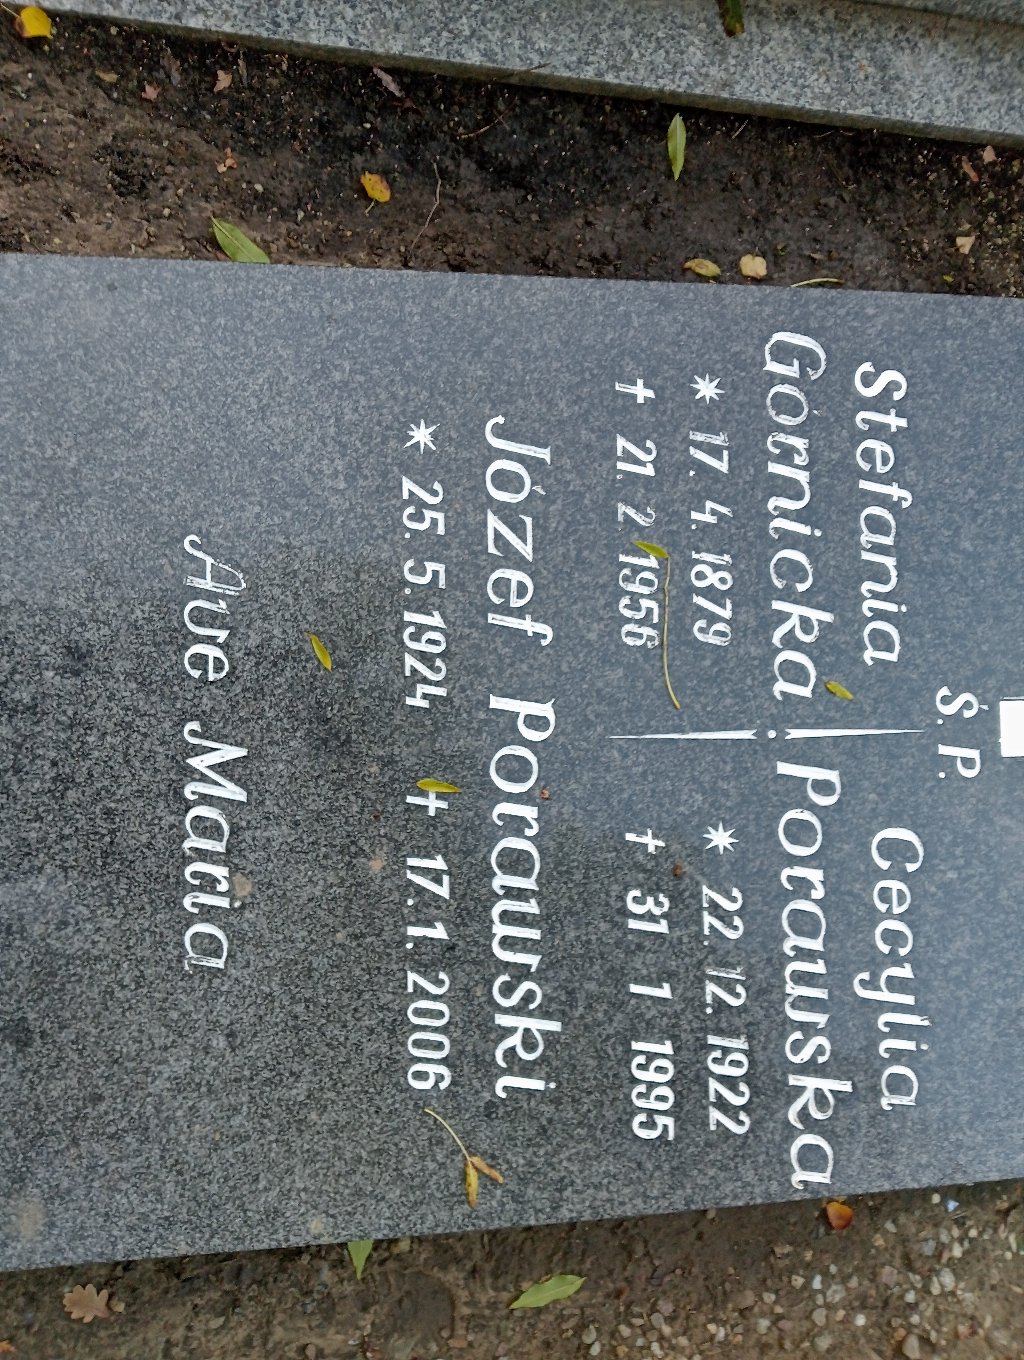 Ś. P.
Stefania
Górnicka
* 17. 4. 1879
† 21. 2. 1956
Cecylia
Porawska
* 22. 12. 1922
† 31 1 1995
Józef Porawski
* 25. 5. 1924 † 17. 1. 2006
Ave Maria